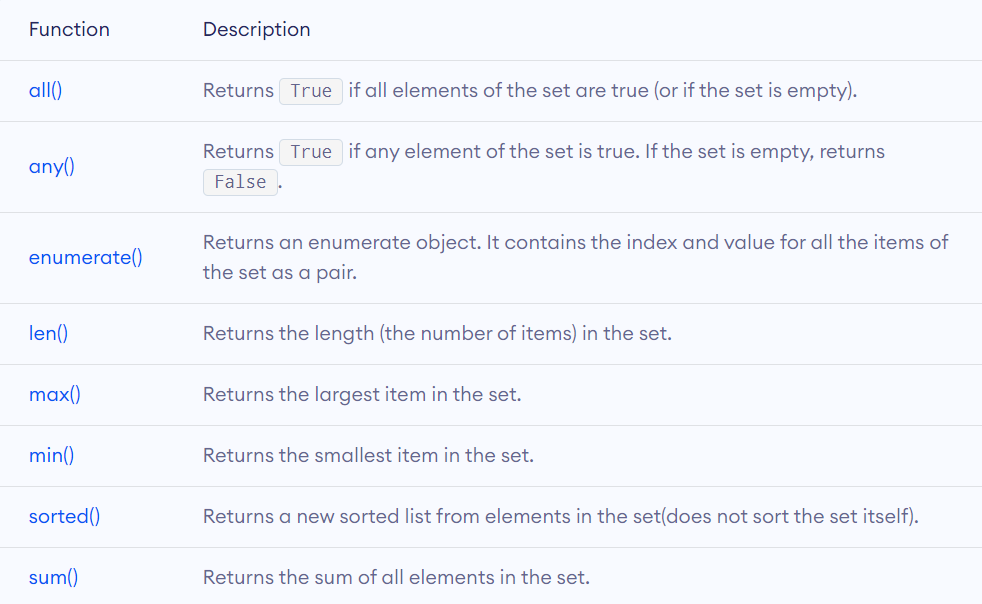 Function Description
all() Returns True if all elements of the set are true (or if the set is empty).
any() Returns True if any element of the set is true. If the set is empty, returns
False .
enumerate() Returns an enumerate object. It contains the index and value for all the items of
the set as a pair.
len() Returns the length (the number of items) in the set.
max() Returns the largest item in the set.
min() Returns the smallest item in the set.
sorted() Returns a new sorted list from elements in the set(does not sort the set itself).
sum() Returns the sum of all elements in the set.